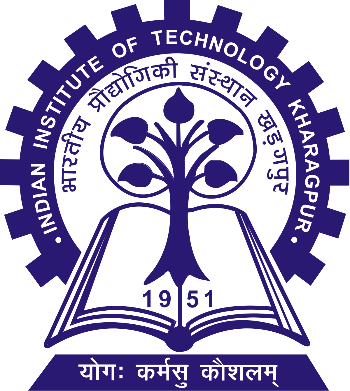 INDIAN INSTITUTE OF TECHNOLOGY KHARAGPUR
भारतीय प्रौद्योगिकी संस्थान खड़गपुर
1951
योगः कर्मसु कौशलम्